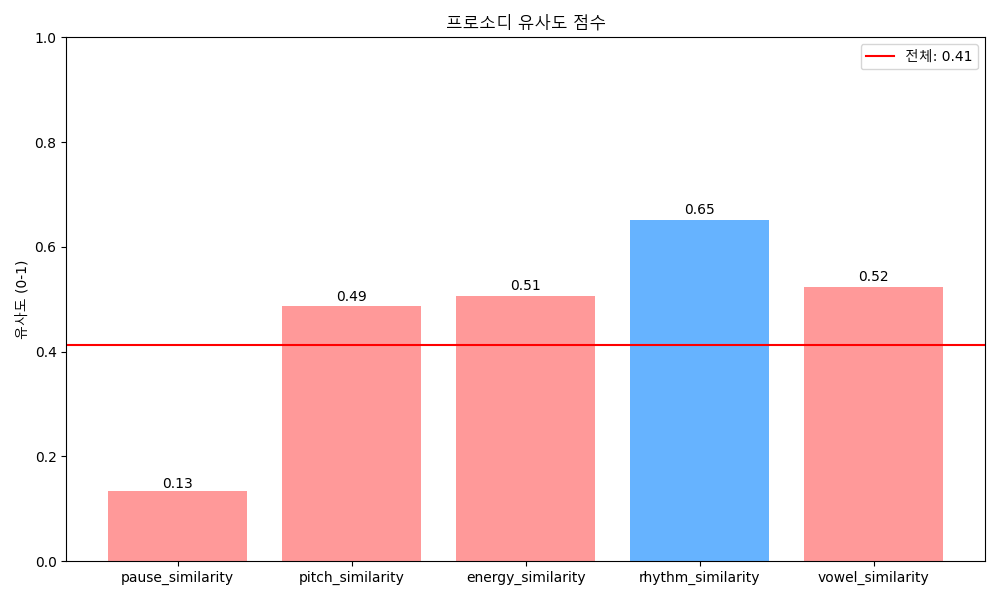 프로소디 유사도 점수
전체: 0.41
유사도 (0-1)
1.0
0.8
0.6
0.4
0.2
0.0
0.13
0.49
0.51
0.65
0.52
pause_similarity
pitch_similarity
energy_similarity
rhythm_similarity
vowel_similarity